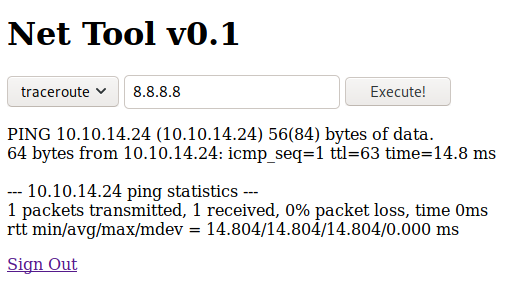 Net Tool v0.1
traceroute 8.8.8.8 Execute!
PING 10.10.14.24 (10.10.14.24) 56(84) bytes of data.
64 bytes from 10.10.14.24: icmp_seq=1 ttl=63 time=14.8 ms
--- 10.10.14.24 ping statistics ---
1 packets transmitted, 1 received, 0% packet loss, time 0ms
rtt min/avg/max/mdev = 14.804/14.804/14.804/0.000 ms
Sign Out